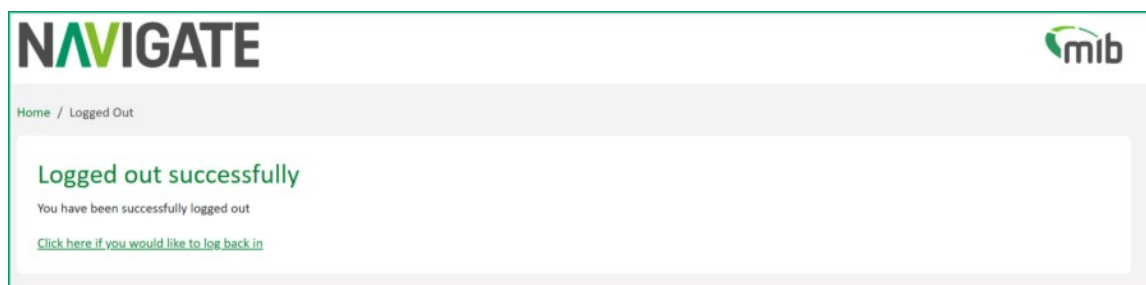 NAVIGATE
mib
Home / Logged Out
Logged out successfully
You have been successfully logged out
Click here if you would like to log back in